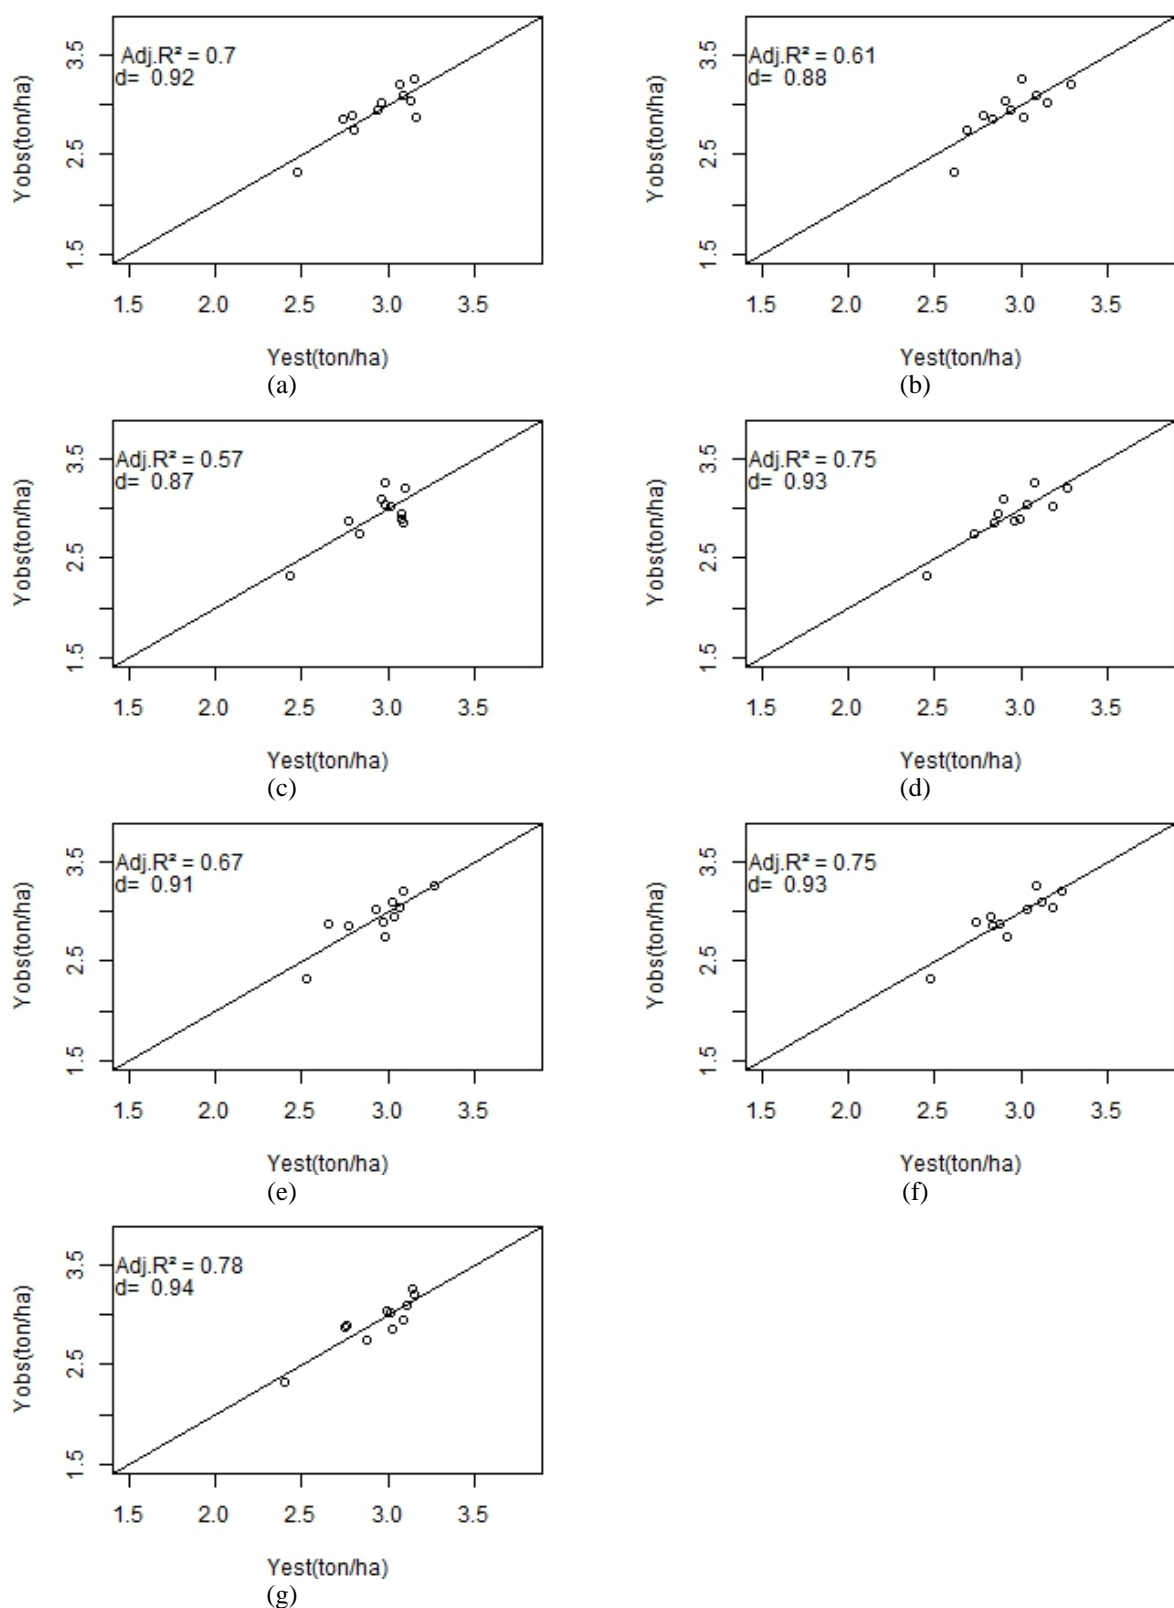 Adj.R² = 0.7
d= 0.92
Yobs(ton/ha)
3.5
2.5
1.5
1.5 2.0 2.5 3.0 3.5
Yest(ton/ha)
(a)
Adj.R² = 0.61
d= 0.88
Yobs(ton/ha)
3.5
2.5
1.5
1.5 2.0 2.5 3.0 3.5
Yest(ton/ha)
(b)
Adj.R² = 0.57
d= 0.87
Yobs(ton/ha)
3.5
2.5
1.5
1.5 2.0 2.5 3.0 3.5
Yest(ton/ha)
(c)
Adj.R² = 0.75
d= 0.93
Yobs(ton/ha)
3.5
2.5
1.5
1.5 2.0 2.5 3.0 3.5
Yest(ton/ha)
(d)
Adj.R² = 0.67
d= 0.91
Yobs(ton/ha)
3.5
2.5
1.5
1.5 2.0 2.5 3.0 3.5
Yest(ton/ha)
(e)
Adj.R² = 0.75
d= 0.93
Yobs(ton/ha)
3.5
2.5
1.5
1.5 2.0 2.5 3.0 3.5
Yest(ton/ha)
(f)
Adj.R² = 0.78
d= 0.94
Yobs(ton/ha)
3.5
2.5
1.5
1.5 2.0 2.5 3.0 3.5
Yest(ton/ha)
(g)